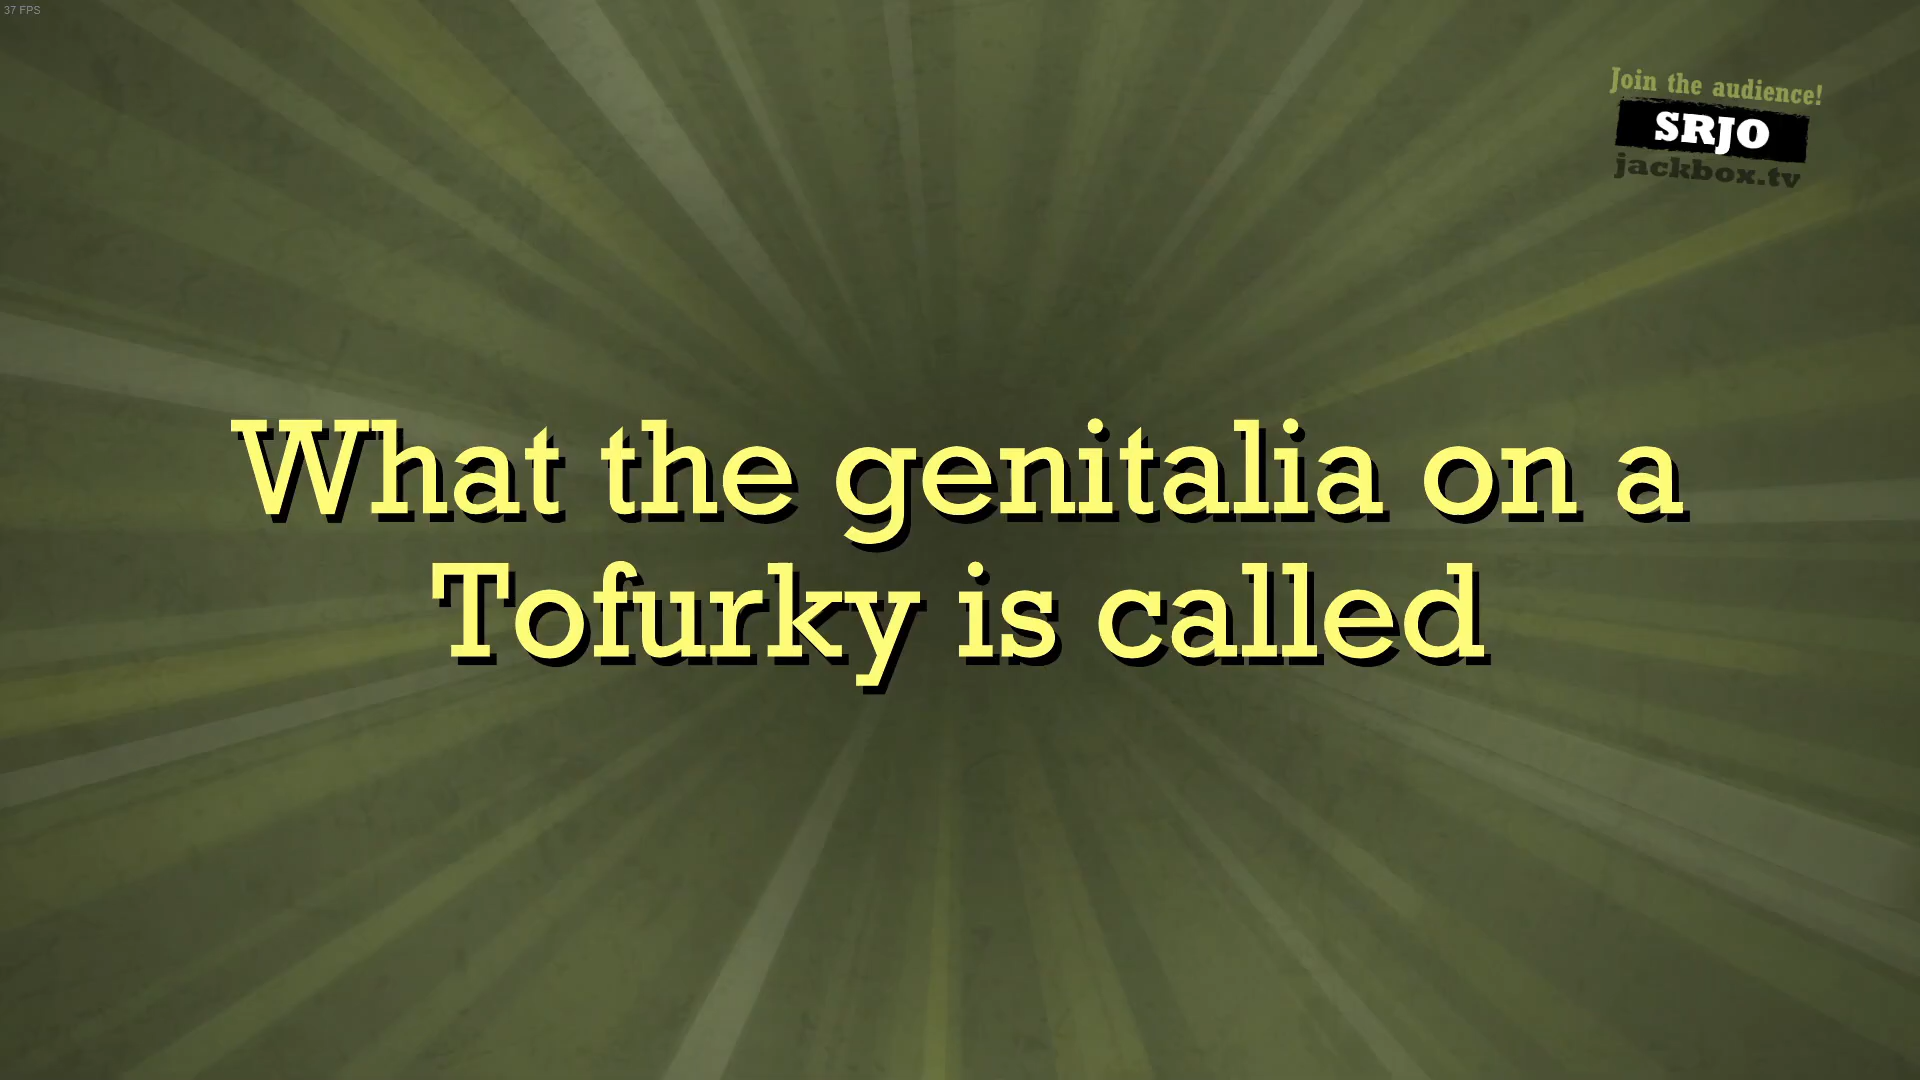 37 FPS
Join the audience!
SRJO
jackbox.tv
What the genitalia on a
Tofurky is called